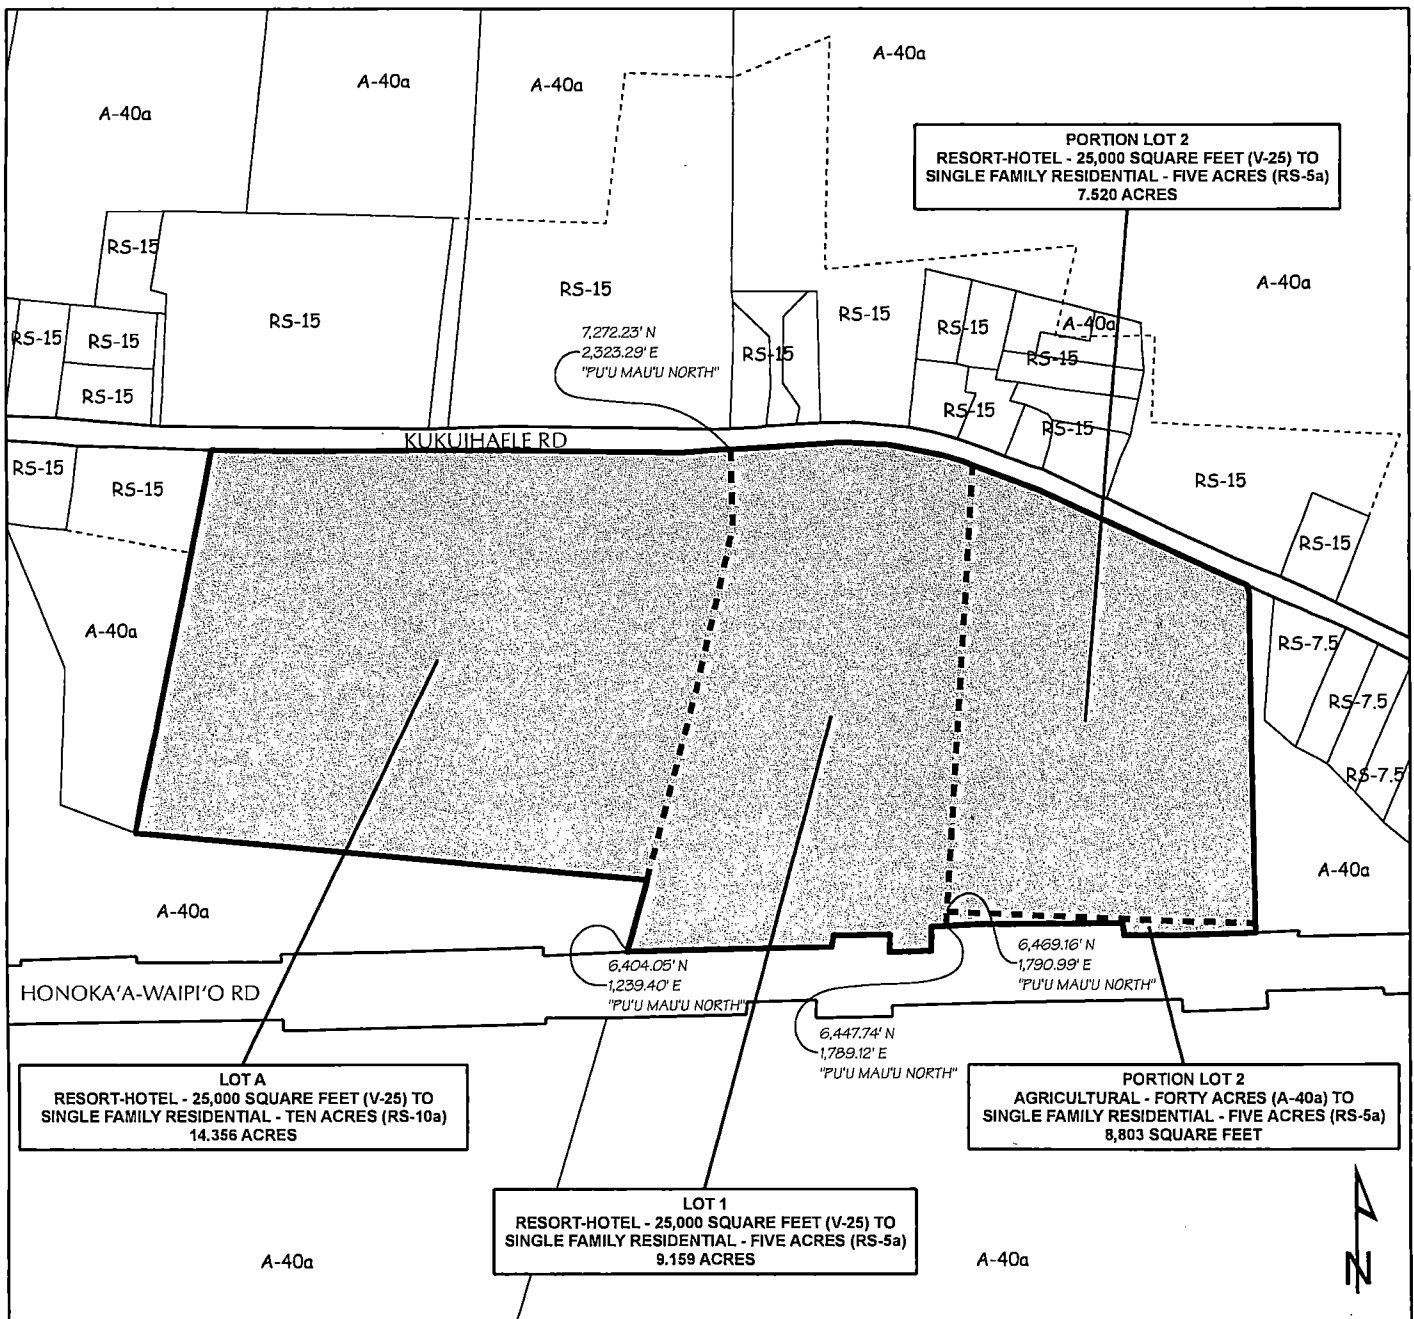 A-40a
A-40a
A-40a
A-40a
PORTION LOT 2
RESORT-HOTEL - 25,000 SQUARE FEET (V-25) TO
SINGLE FAMILY RESIDENTIAL - FIVE ACRES (RS-5a)
7.520 ACRES
RS-15
RS-15
RS-15
RS-15
A-40a
RS-15
RS-15
RS-15
RS-15
A-40a
RS-15
RS-15
RS-15
7,272.23' N
2,323.29' E
"PU'U MAU'U NORTH"
RS-15
RS-15
KUKUIHAELE RD
RS-15
RS-15
RS-15
RS-15
A-40a
RS-7.5
RS-7.5
RS-7.5
A-40a
A-40a
6,404.05' N
1,239.40' E
"PU'U MAU'U NORTH"
6,469.16' N
1,790.99' E
"PU'U MAU'U NORTH"
HONOKA'A-WAIPI'O RD
6,447.74' N
1,789.12' E
"PU'U MAU'U NORTH"
LOT A
RESORT-HOTEL - 25,000 SQUARE FEET (V-25) TO
SINGLE FAMILY RESIDENTIAL - TEN ACRES (RS-10a)
14.356 ACRES
PORTION LOT 2
AGRICULTURAL - FORTY ACRES (A-40a) TO
SINGLE FAMILY RESIDENTIAL - FIVE ACRES (RS-5a)
8,803 SQUARE FEET
LOT 1
RESORT-HOTEL - 25,000 SQUARE FEET (V-25) TO
SINGLE FAMILY RESIDENTIAL - FIVE ACRES (RS-5a)
9.159 ACRES
A-40a
A-40a
N